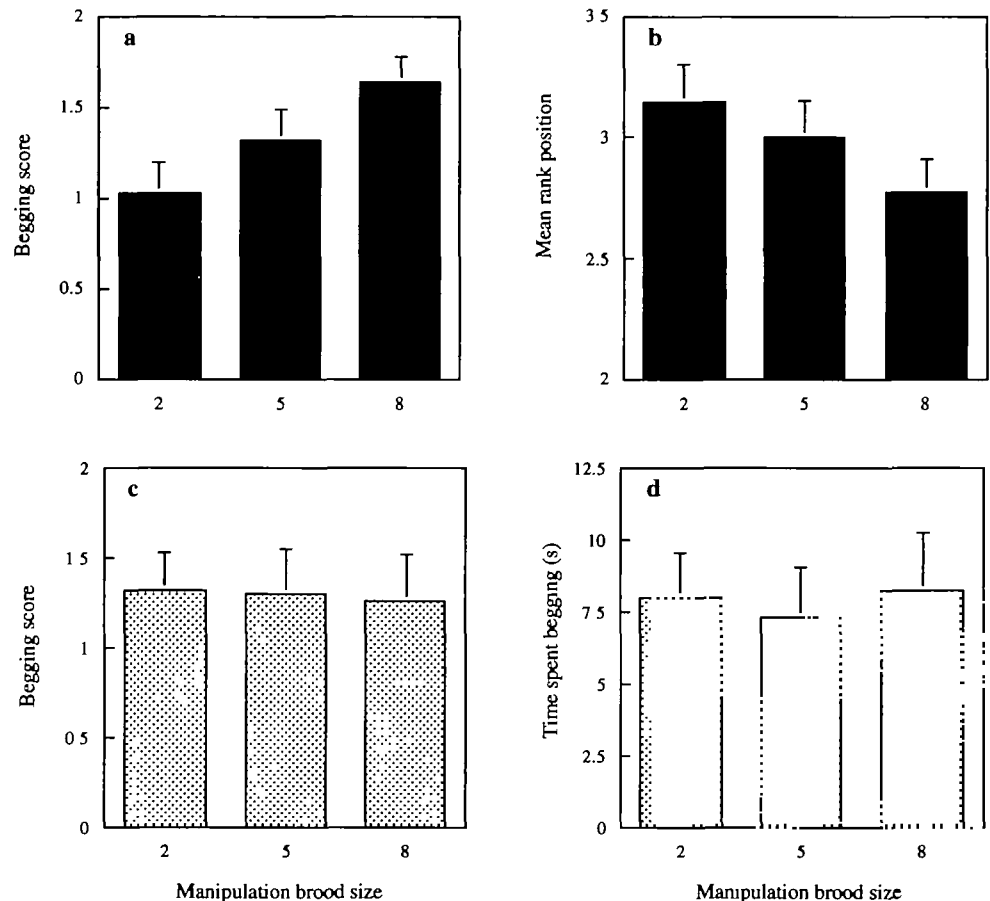 a
Begging score
2
1.5
1
0.5
0
2 5 8
b
Mean rank position
3.5
3
2.5
2
2 5 8
c
Begging score
2
1 5
1
0 5
0
2 5 8
Manipulation brood size
d
Time spent begging (s)
12.5
10
7.5
5
2.5
0
2 5 8
Manipulation brood size